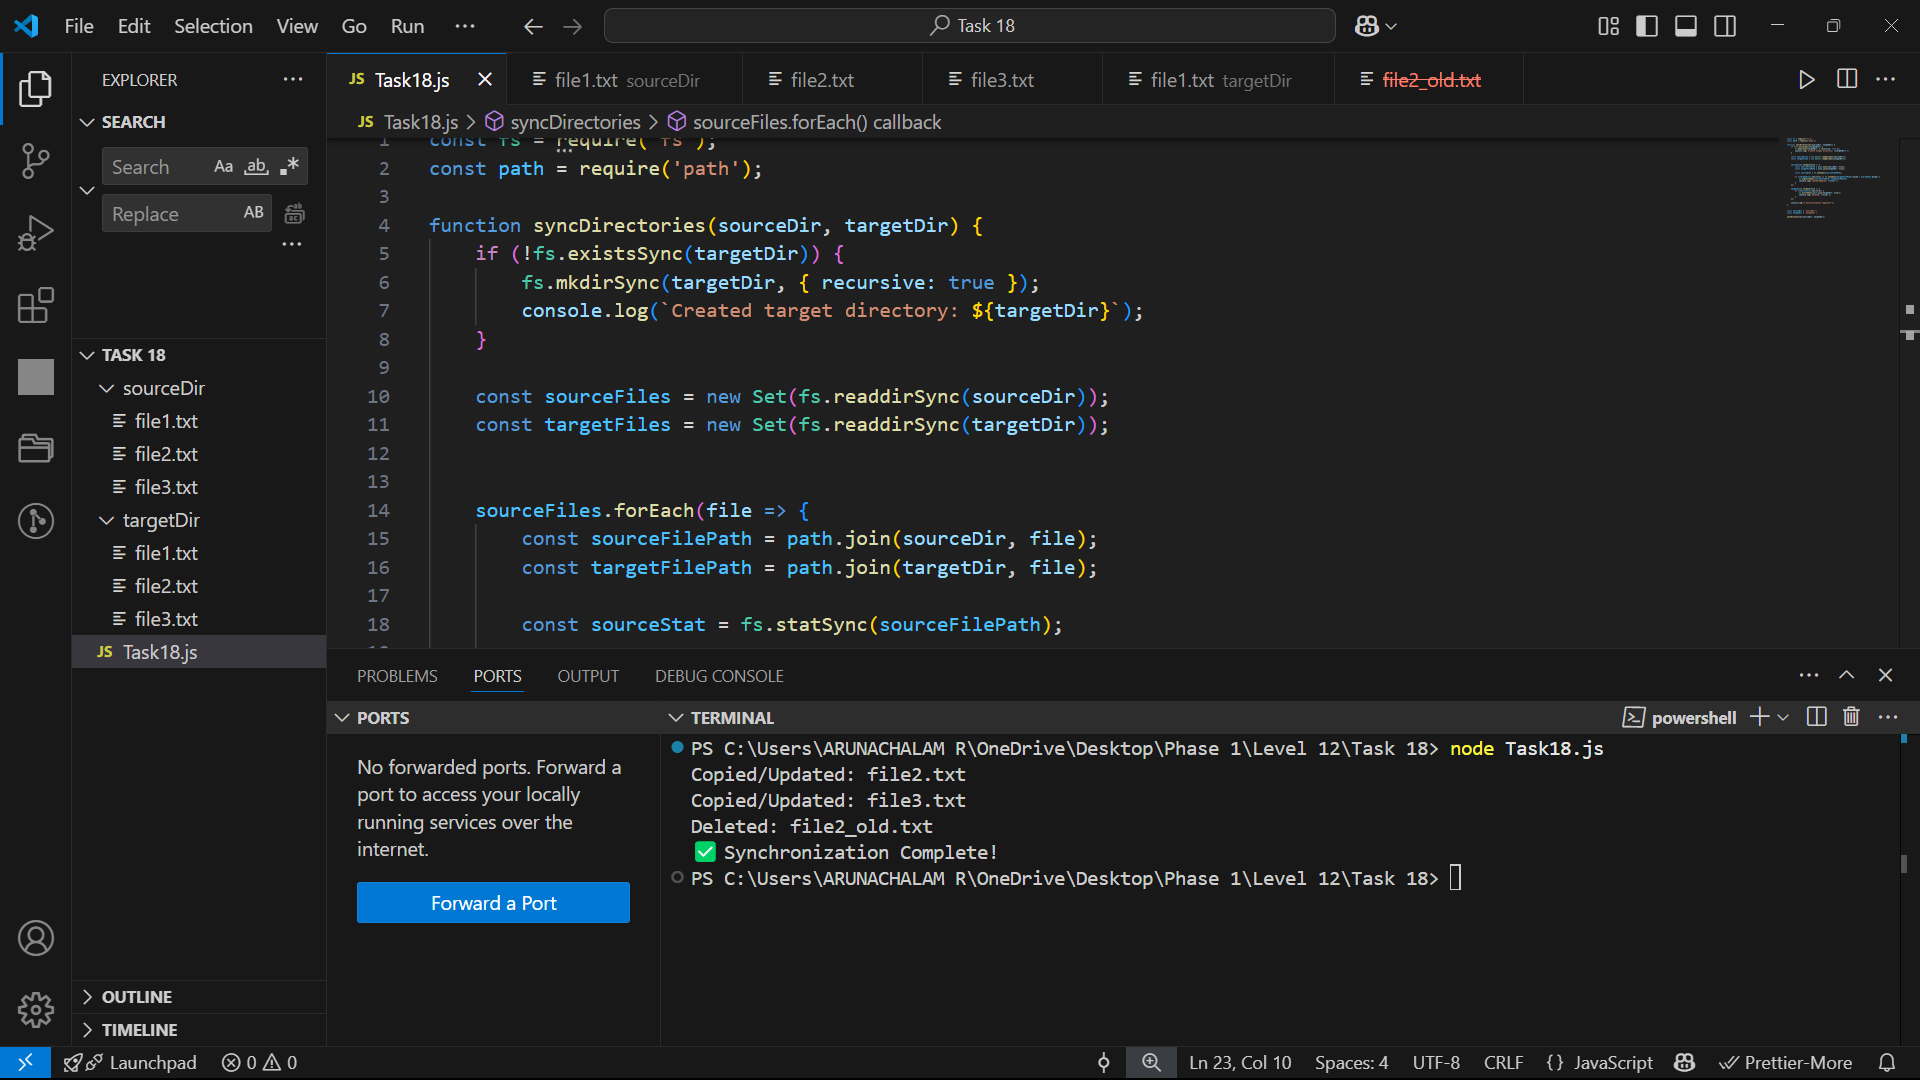 File Edit Selection View Go Run ··· Task 18
EXPLORER
SEARCH
Search Aa ab .*
Replace AB
TASK 18
sourceDir
file1.txt
file2.txt
file3.txt
targetDir
file1.txt
file2.txt
file3.txt
JS Task18.js
OUTLINE
TIMELINE
JS Task18.js file1.txt sourceDir file2.txt file3.txt file1.txt targetDir file2_old.txt
JS Task18.js > syncDirectories > sourceFiles.forEach() callback
1 const fs = require('fs');
2 const path = require('path');
3
4 function syncDirectories(sourceDir, targetDir) {
5 if (!fs.existsSync(targetDir)) {
6 fs.mkdirSync(targetDir, { recursive: true });
7 console.log(`Created target directory: ${targetDir}`);
8 }
9
10 const sourceFiles = new Set(fs.readdirSync(sourceDir));
11 const targetFiles = new Set(fs.readdirSync(targetDir));
12
13
14 sourceFiles.forEach(file => {
15 const sourceFilePath = path.join(sourceDir, file);
16 const targetFilePath = path.join(targetDir, file);
17
18 const sourceStat = fs.statSync(sourceFilePath);
PROBLEMS PORTS OUTPUT DEBUG CONSOLE
PORTS
No forwarded ports. Forward a
port to access your locally
running services over the
internet.
Forward a Port
TERMINAL powershell
PS C:\Users\ARUNACHALAM R\OneDrive\Desktop\Phase 1\Level 12\Task 18> node Task18.js
Copied/Updated: file2.txt
Copied/Updated: file3.txt
Deleted: file2_old.txt
✅ Synchronization Complete!
PS C:\Users\ARUNACHALAM R\OneDrive\Desktop\Phase 1\Level 12\Task 18>
Launchpad 0 0 Ln 23, Col 10 Spaces: 4 UTF-8 CRLF {} JavaScript Prettier-More